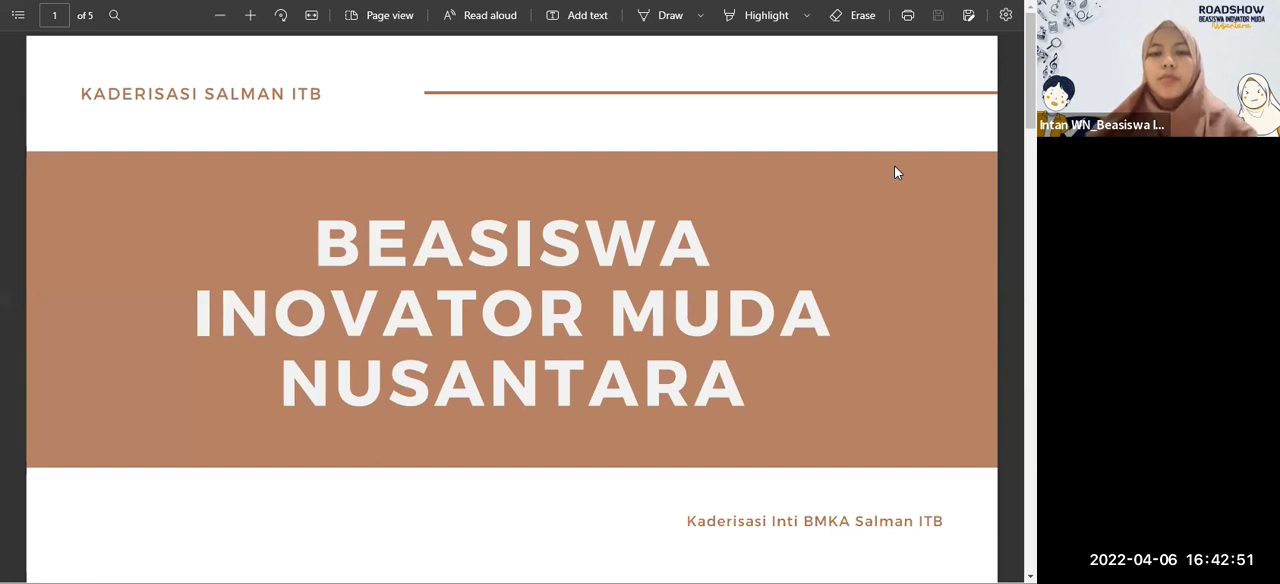 1 of 5 Page view Read aloud Add text Draw Highlight Erase
ROADSHOW
BEASISWA INOVATOR MUDA
Nusantara
Intan WN_Beasiswa I...
KADERISASI SALMAN ITB
BEASISWA
INOVATOR MUDA
NUSANTARA
Kaderisasi Inti BMKA Salman ITB
2022-04-06 16:42:51